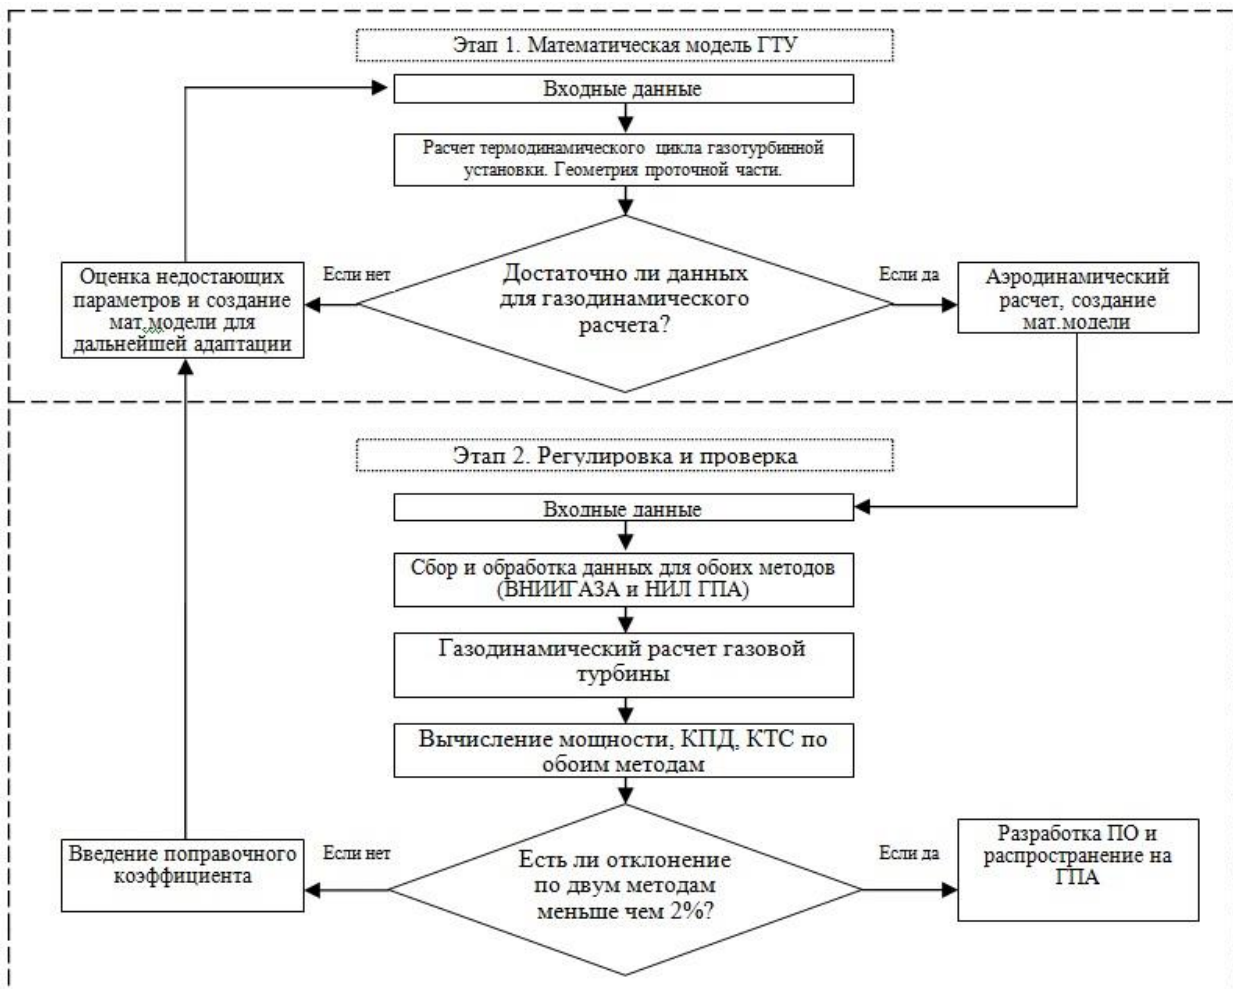 Этап 1. Математическая модель ГТУ
Входные данные
Расчет термодинамического цикла газотурбинной
установки. Геометрия проточной части.
Достаточно ли данных
для газодинамического
расчета?
Если нет
Оценка недостающих
параметров и создание
мат.модели для
дальнейшей адаптации
Если да
Аэродинамический
расчет, создание
мат.модели
Этап 2. Регулировка и проверка
Входные данные
Сбор и обработка данных для обоих методов
(ВНИИГАЗА и НИЛ ГПА)
Газодинамический расчет газовой
турбины
Вычисление мощности, КПД, КТС по
обоим методам
Есть ли отклонение
по двум методам
меньше чем 2%?
Если нет
Введение поправочного
коэффициента
Если да
Разработка ПО и
распространение на
ГПА